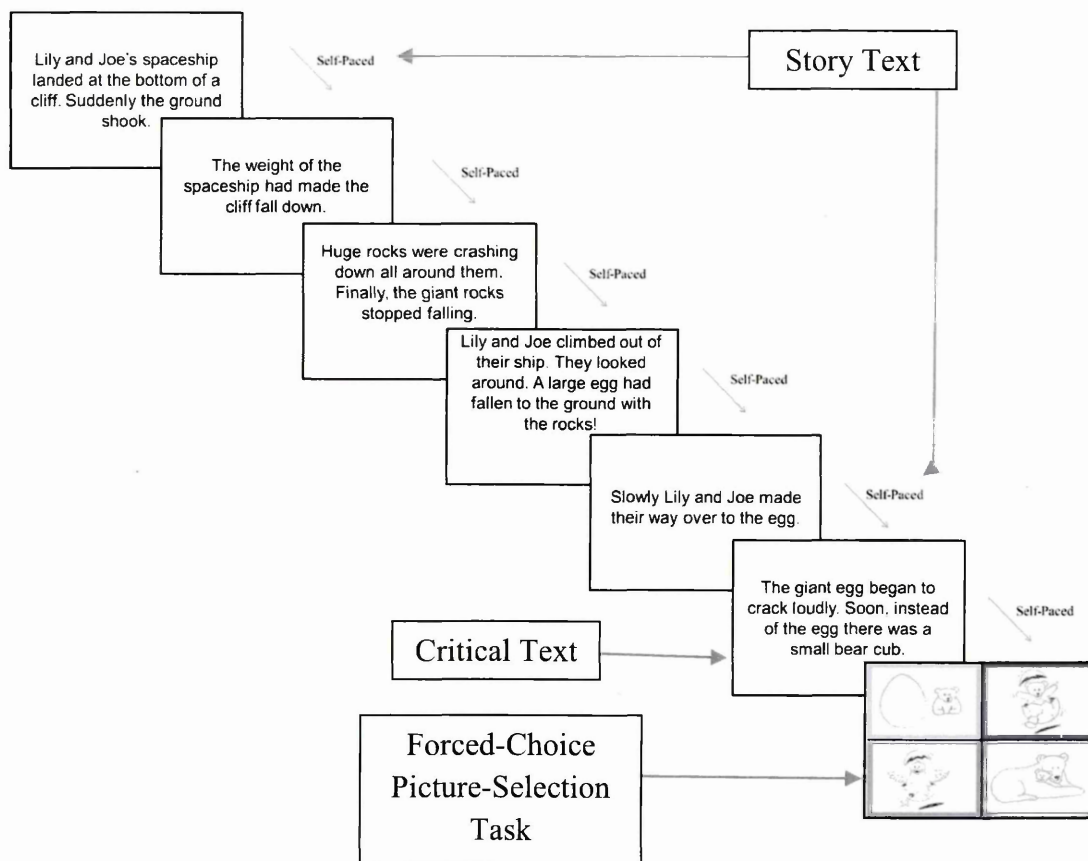 Lily and Joe's spaceship
landed at the bottom of a
cliff. Suddenly the ground
shook.
Self-Paced
Story Text
The weight of the
spaceship had made the
cliff fall down.
Self-Paced
Huge rocks were crashing
down all around them.
Finally, the giant rocks
stopped falling.
Self-Paced
Lily and Joe climbed out of
their ship. They looked
around. A large egg had
fallen to the ground with
the rocks!
Self-Paced
Slowly Lily and Joe made
their way over to the egg.
Self-Paced
The giant egg began to
crack loudly. Soon, instead
of the egg there was a
small bear cub.
Self-Paced
Critical Text
Forced-Choice
Picture-Selection
Task